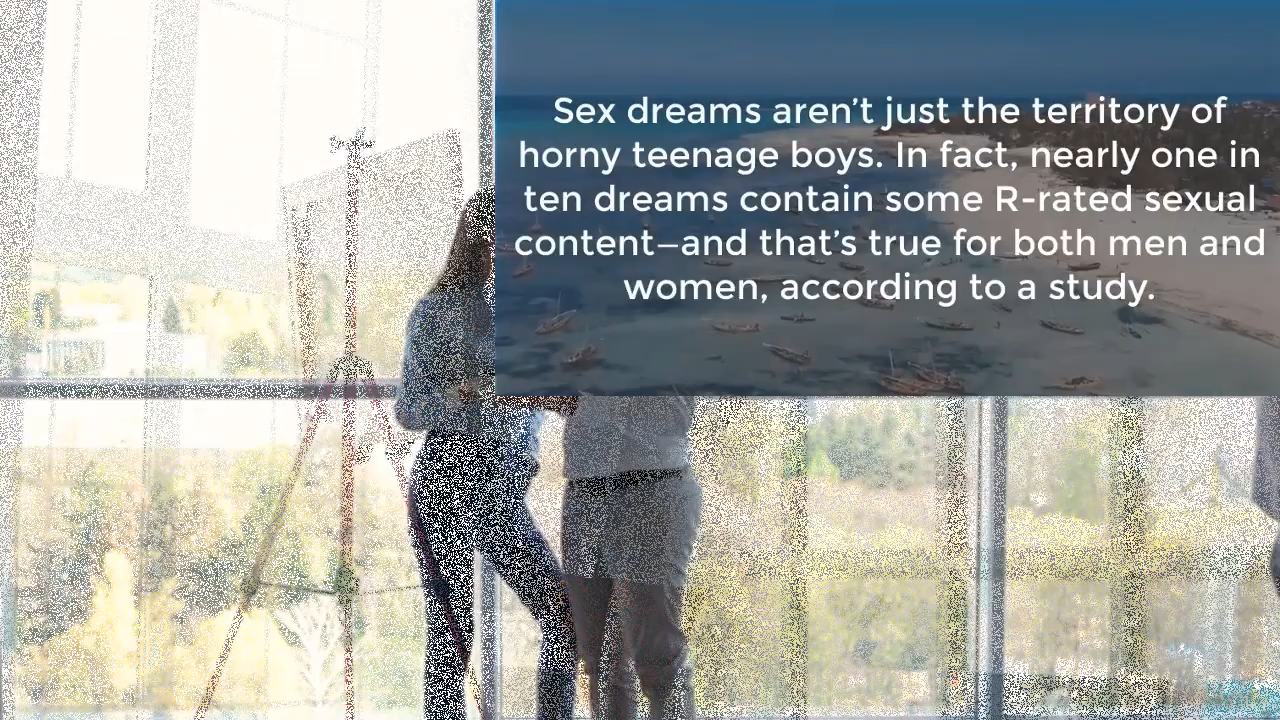 Sex dreams aren’t just the territory of
horny teenage boys. In fact, nearly one in
ten dreams contain some R-rated sexual
content—and that’s true for both men and
women, according to a study.